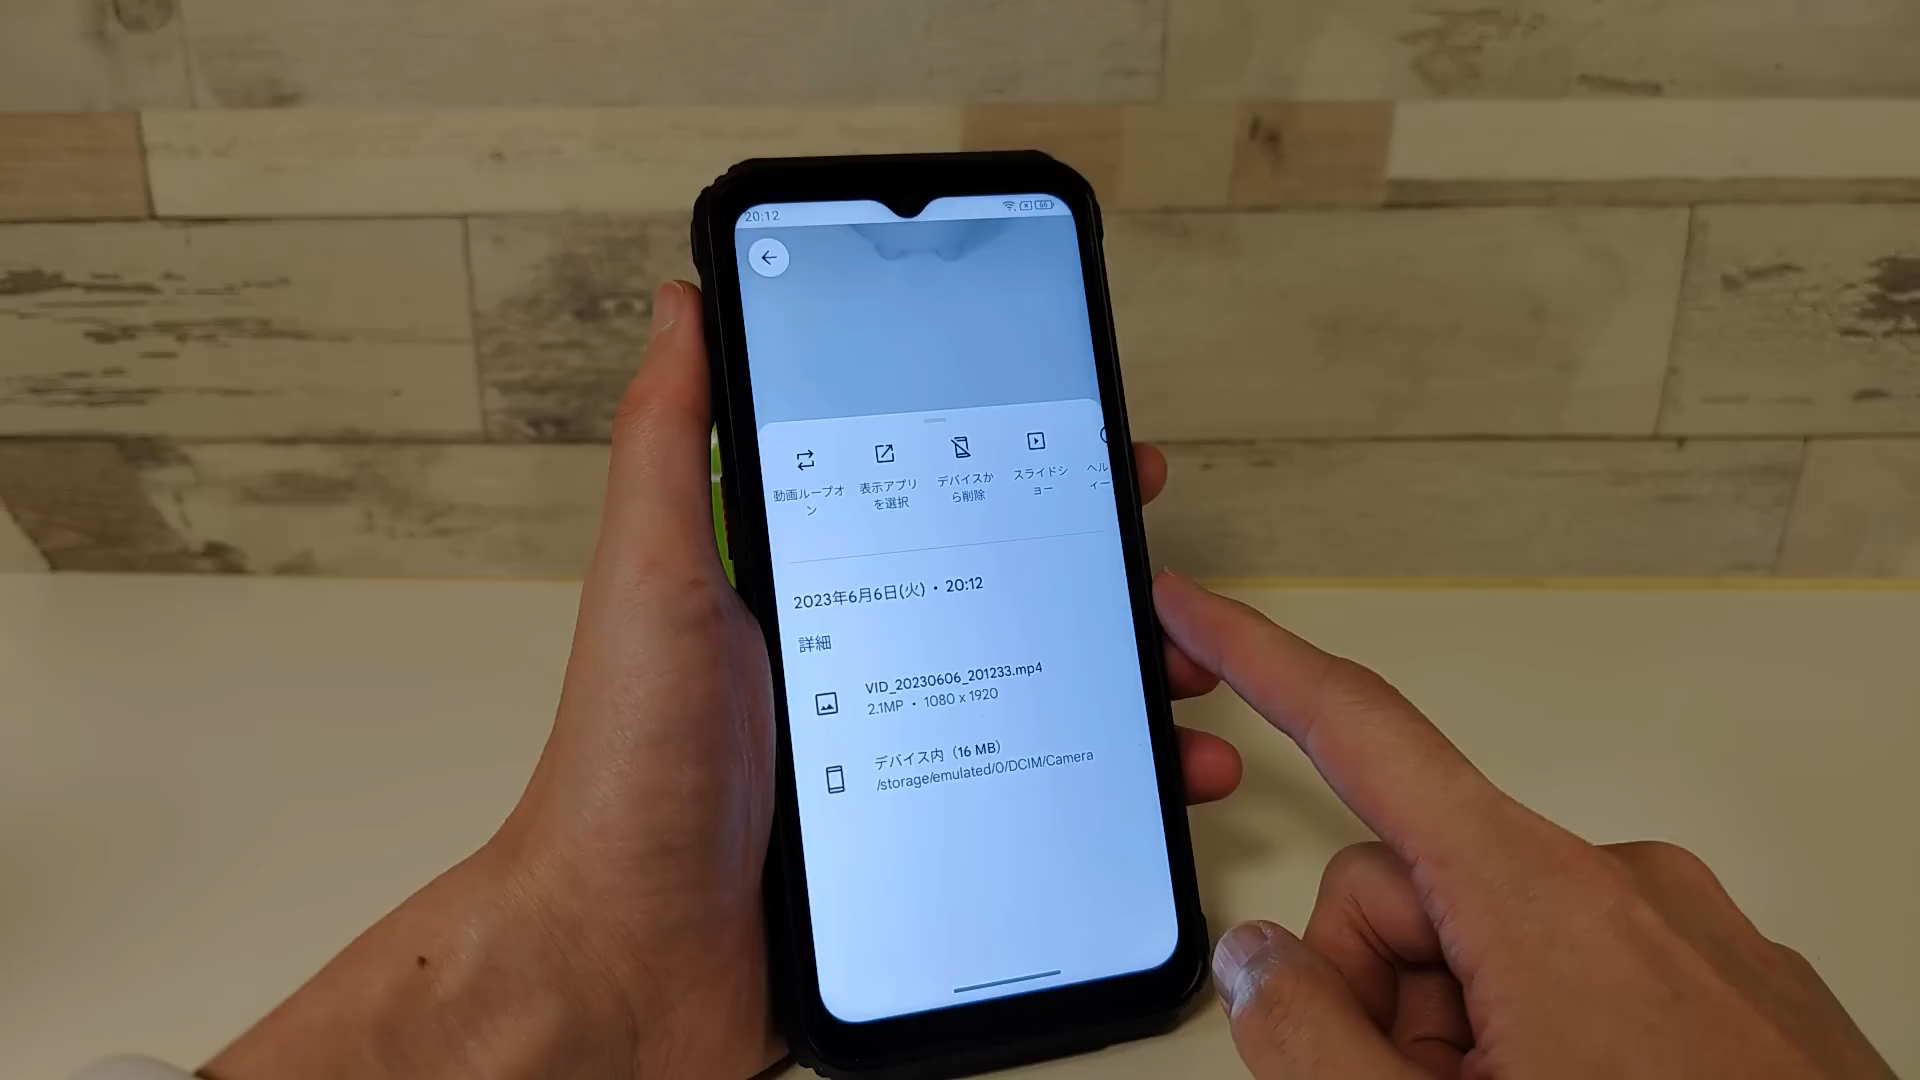 20:12
66
動画ループオ
ン
表示アプリ
を選択
デバイスか
ら削除
スライドシ
ョー
ヘル
ィー
2023年6月6日(火)・20:12
詳細
VID_20230606_201233.mp4
2.1MP ・ 1080 x 1920
デバイス内（16 MB）
/storage/emulated/0/DCIM/Camera